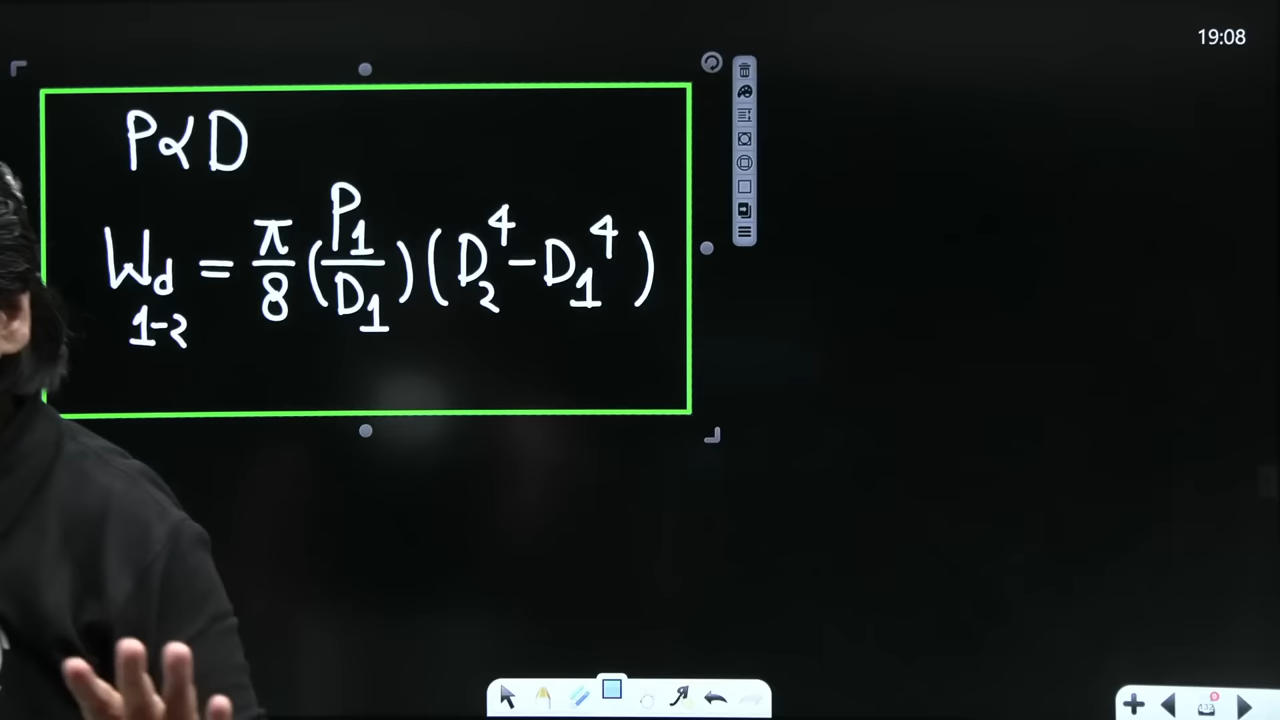 19:08
P ∝ D
W_d 1-2 = π/8 (P_1/D_1) (D_2^4 - D_1^4)